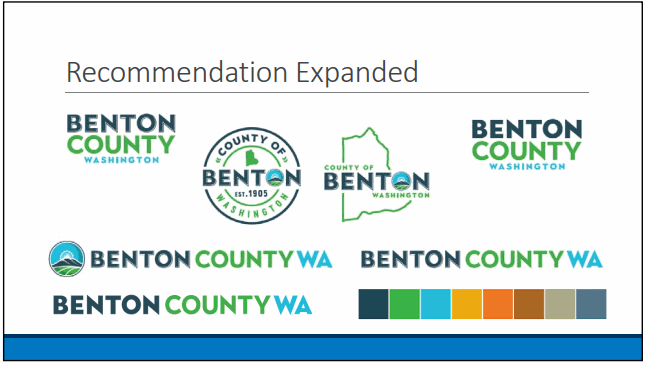 Recommendation Expanded
BENTON
COUNTY
WASHINGTON
COUNTY OF
BENTON
EST. 1905
WASHINGTON
COUNTY OF
BENTON
WASHINGTON
BENTON
COUNTY
WASHINGTON
BENTON COUNTY WA
BENTON COUNTY WA
BENTON COUNTY WA